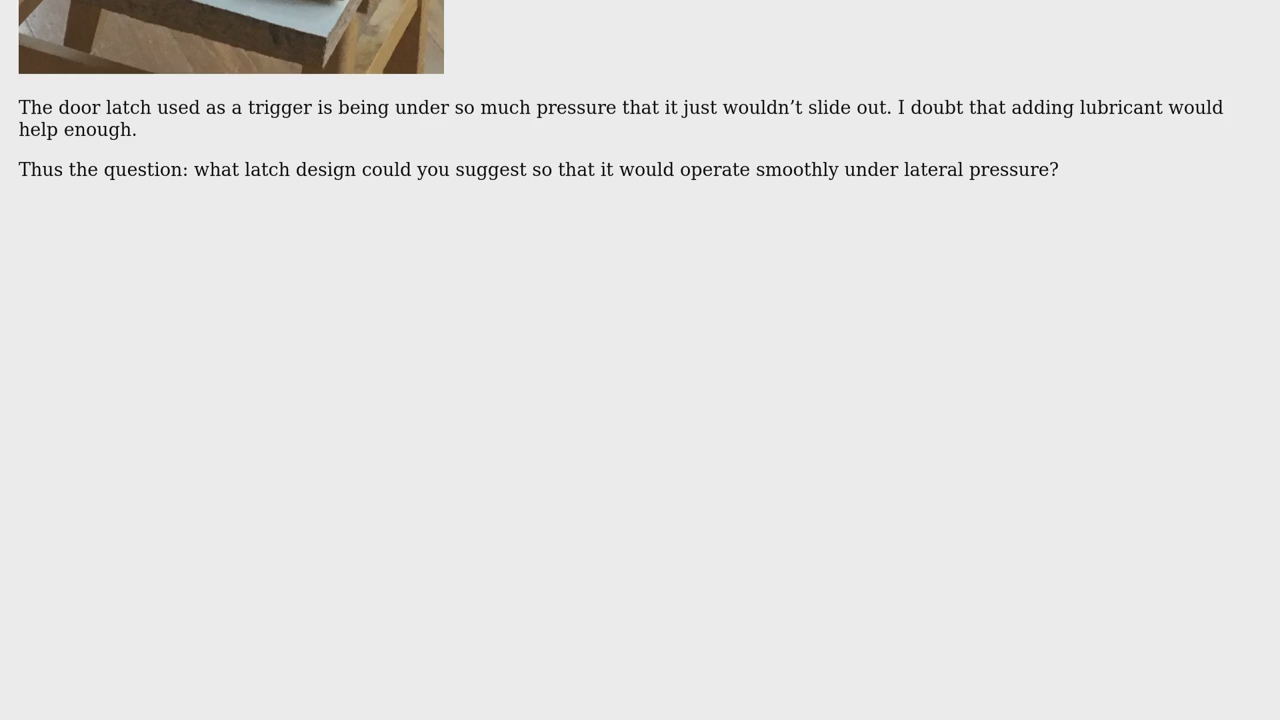 The door latch used as a trigger is being under so much pressure that it just wouldn’t slide out. I doubt that adding lubricant would
help enough.
Thus the question: what latch design could you suggest so that it would operate smoothly under lateral pressure?